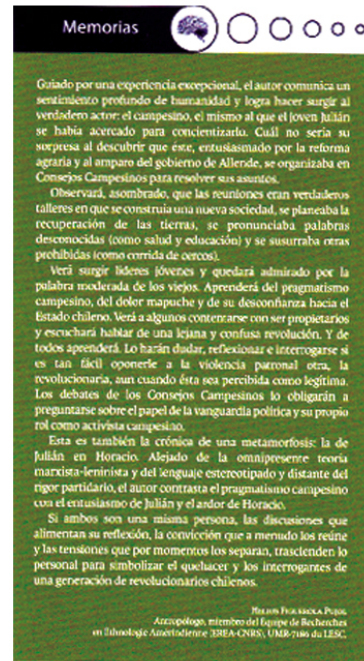 Memorias
Guiado por una experiencia excepcional, el autor comunica un
sentimiento profundo de humanidad y logra hacer surgir al
verdadero actor: el campesino, el mismo al que el joven Julián
se había acercado para concientizarlo. Cuál no sería su
sorpresa al descubrir que éste, entusiasmado por la reforma
agraria y al amparo del gobierno de Allende, se organizaba en
Consejos Campesinos para resolver sus asuntos.
Observará, asombrado, que las reuniones eran verdaderos
talleres en que se construía una nueva sociedad, se planeaba la
recuperación de las tierras, se pronunciaba palabras
desconocidas (como salud y educación) y se susurraba otras
prohibidas (como corrida de cercos).
Verá surgir líderes jóvenes y quedará admirado por la
palabra moderada de los viejos. Aprenderá del pragmatismo
campesino, del dolor mapuche y de su desconfianza hacia el
Estado chileno. Verá a algunos contentarse con ser propietarios
y escuchará hablar de una lejana y confusa revolución. Y de
todos aprenderá. Lo harán dudar, reflexionar e interrogarse si
es tan fácil oponerle a la violencia patronal otra, la
revolucionaria, aun cuando ésta sea percibida como legítima.
Los debates de los Consejos Campesinos lo obligarán a
preguntarse sobre el papel de la vanguardia política y su propio
rol como activista campesino.
Esta es también la crónica de una metamorfosis: la de
Julián en Horacio. Alejado de la omnipresente teoría
marxista-leninista y del lenguaje estereotipado y distante del
rigor partidario, el autor contrasta el pragmatismo campesino
con el entusiasmo de Julián y el ardor de Horacio.
Si ambos son una misma persona, las discusiones que
alimentan su reflexión, la convicción que a menudo los reúne
y las tensiones que por momentos los separan, trascienden lo
personal para simbolizar el quehacer y los interrogantes de
una generación de revolucionarios chilenos.
Antropólogo, miembro del Equipe de Recherches
en Ethnologie Amérindienne (EREA-CNRS), UMR-7186 du LESC.